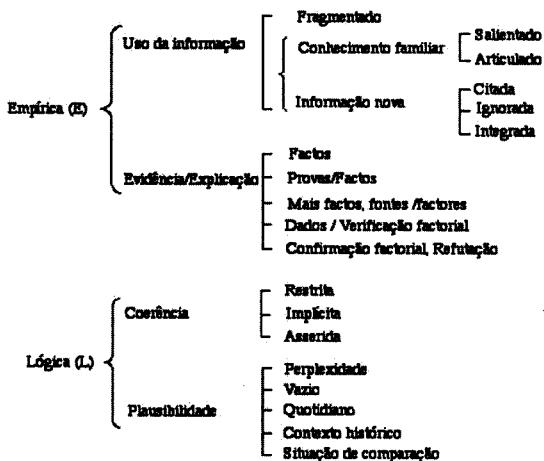 Fragmentado
Uso da informação
Conhecimento familiar
Salientado
Articulado
Informação nova
Citada
Ignorada
Integrada
Empírica (E)
Evidência/Explicação
Factos
Provas/Factos
Mais factos, fontes /factores
Dados / Verificação factorial
Confirmação factorial, Refutação
Coerência
Restrita
Implícita
Asserida
Lógica (L)
Plausibilidade
Perplexidade
Vazio
Quotidiano
Contexto histórico
Situação de comparação